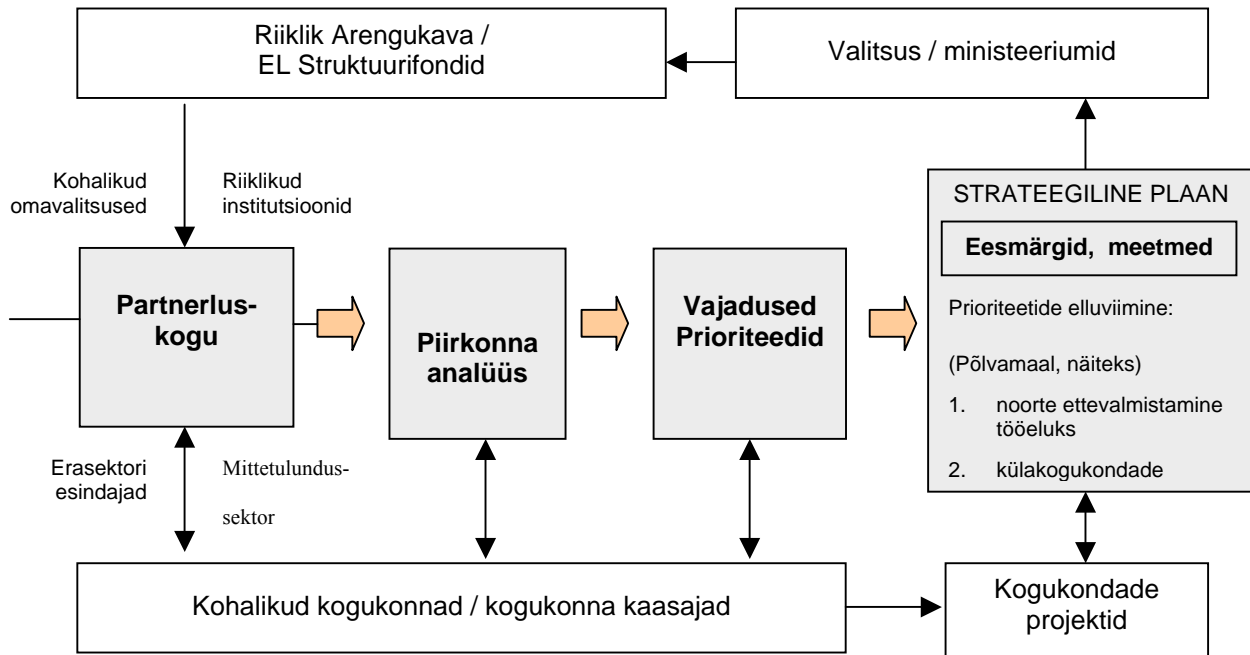 Riiklik Arengukava /
EL Struktuurifondid
Valitsus / ministeeriumid
Kohalikud
omavalitsused
Riiklikud
institutsioonid
Partnerlus-
kogu
Piirkonna
analüüs
Vajadused
Prioriteedid
STRATEEGILINE PLAAN
Eesmärgid, meetmed
Prioriteetide elluviimine:
(Põlvamaal, näiteks)
1. noorte ettevalmistamine
tööeluks
2. külakogukondade
Erasektori
esindajad
Mittetulundus-
sektor
Kohalikud kogukonnad / kogukonna kaasajad
Kogukondade
projektid